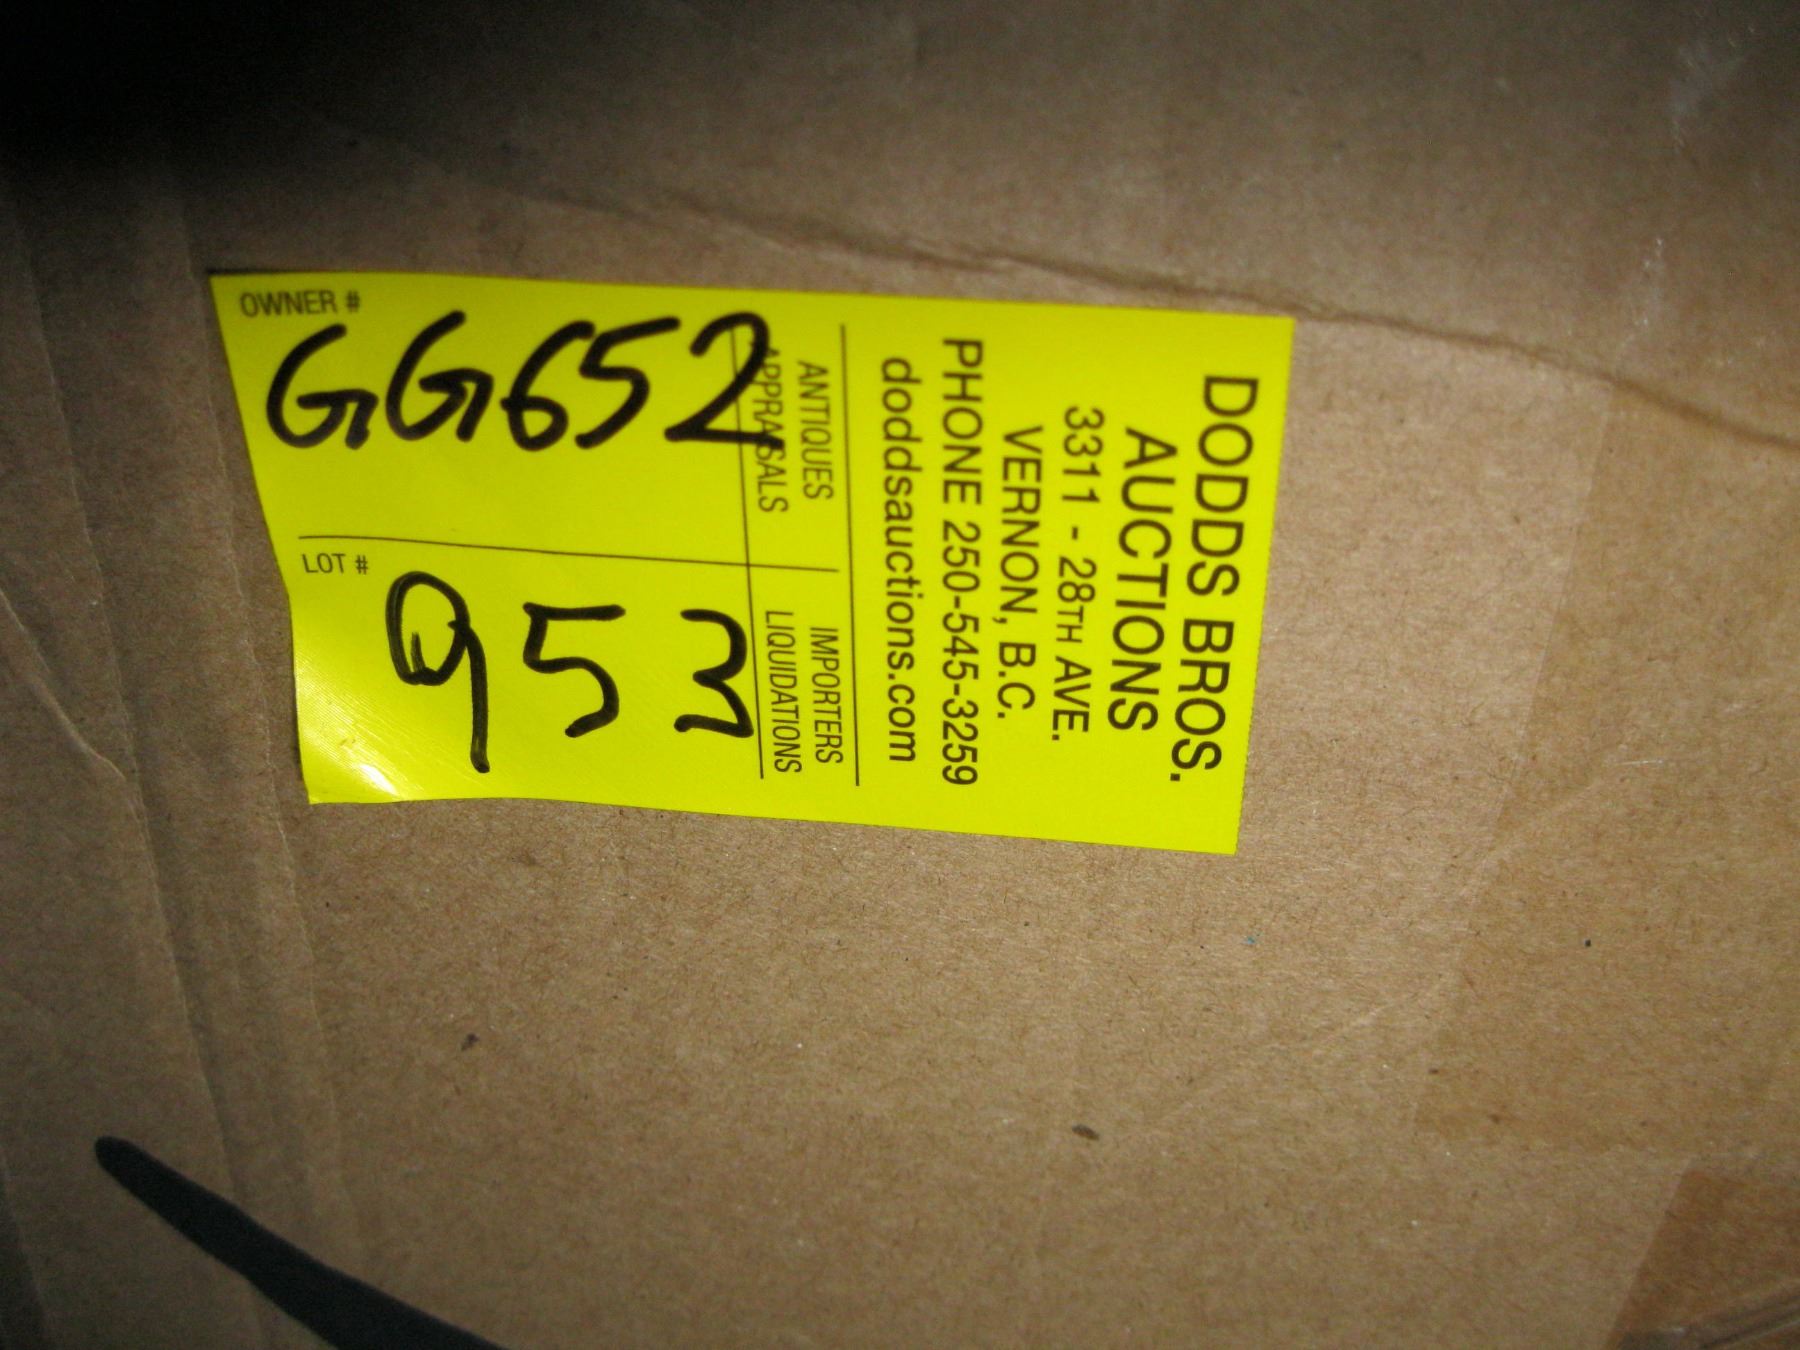 DODDS BROS.
AUCTIONS
3311 - 28TH AVE.
VERNON, B.C.
PHONE 250-545-3259
doddsauctions.com
ANTIQUES
APPRAISALS
IMPORTERS
LIQUIDATIONS
OWNER #
GG652
LOT #
953